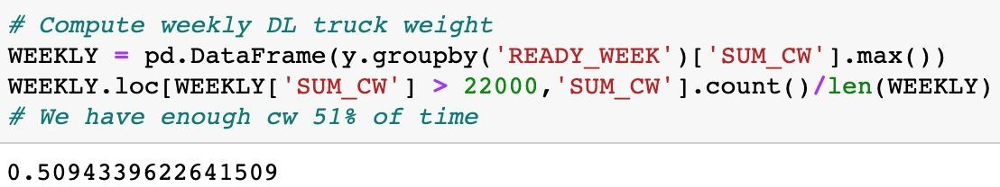 # Compute weekly DL truck weight
WEEKLY = pd.DataFrame(y.groupby('READY_WEEK')['SUM_CW'].max())
WEEKLY.loc[WEEKLY['SUM_CW'] > 22000,'SUM_CW'].count()/len(WEEKLY)
# We have enough cw 51% of time
0.5094339622641509